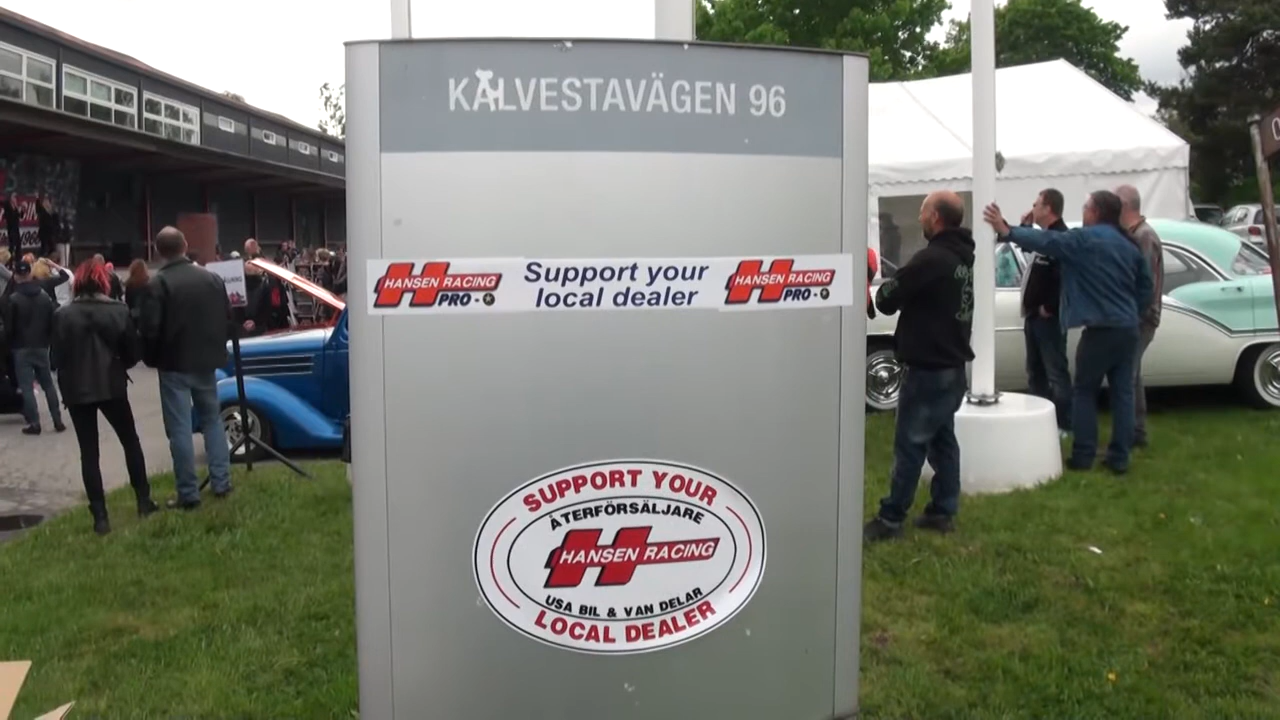 KÄLVESTAVÄGEN 96
HANSEN RACING
PRO-
Support your
local dealer
HANSEN RACING
PRO-
SUPPORT YOUR
ÅTERFÖRSÄLJARE
HANSEN RACING
USA BIL & VAN DELAR
LOCAL DEALER